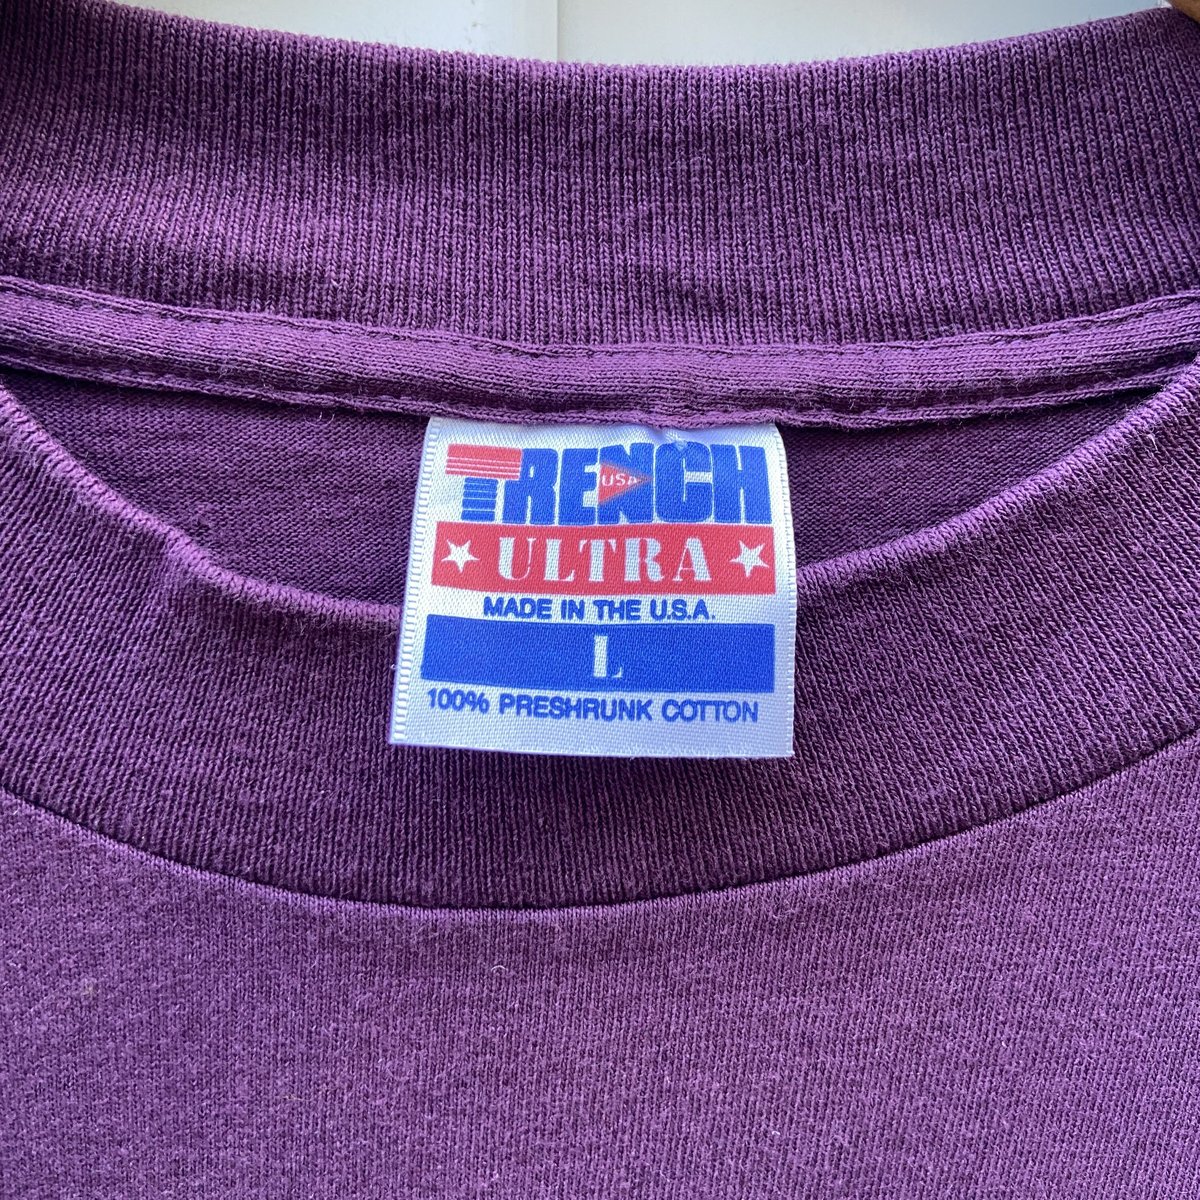 TRENCH
USA
ULTRA
MADE IN THE U.S.A.
L
100% PRESHRUNK COTTON